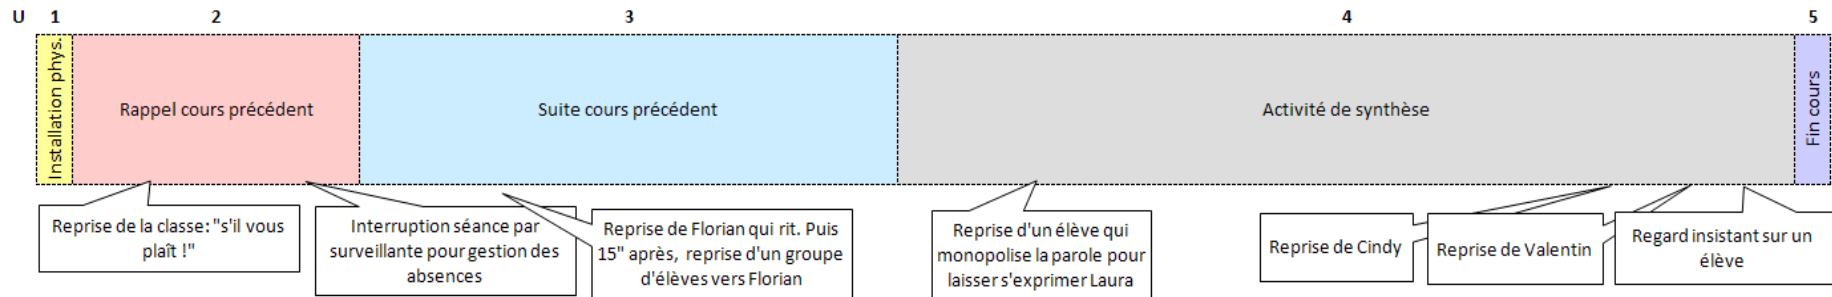 U 1 2 3 4 5
Installation phys.
Rappel cours précédent
Suite cours précédent
Activité de synthèse
Fin cours
Reprise de la classe: "s'il vous
plaît !"
Interruption séance par
surveillante pour gestion des
absences
Reprise de Florian qui rit. Puis
15" après, reprise d'un groupe
d'élèves vers Florian
Reprise d'un élève qui
monopolise la parole pour
laisser s'exprimer Laura
Reprise de Cindy
Reprise de Valentin
Regard insistant sur un
élève